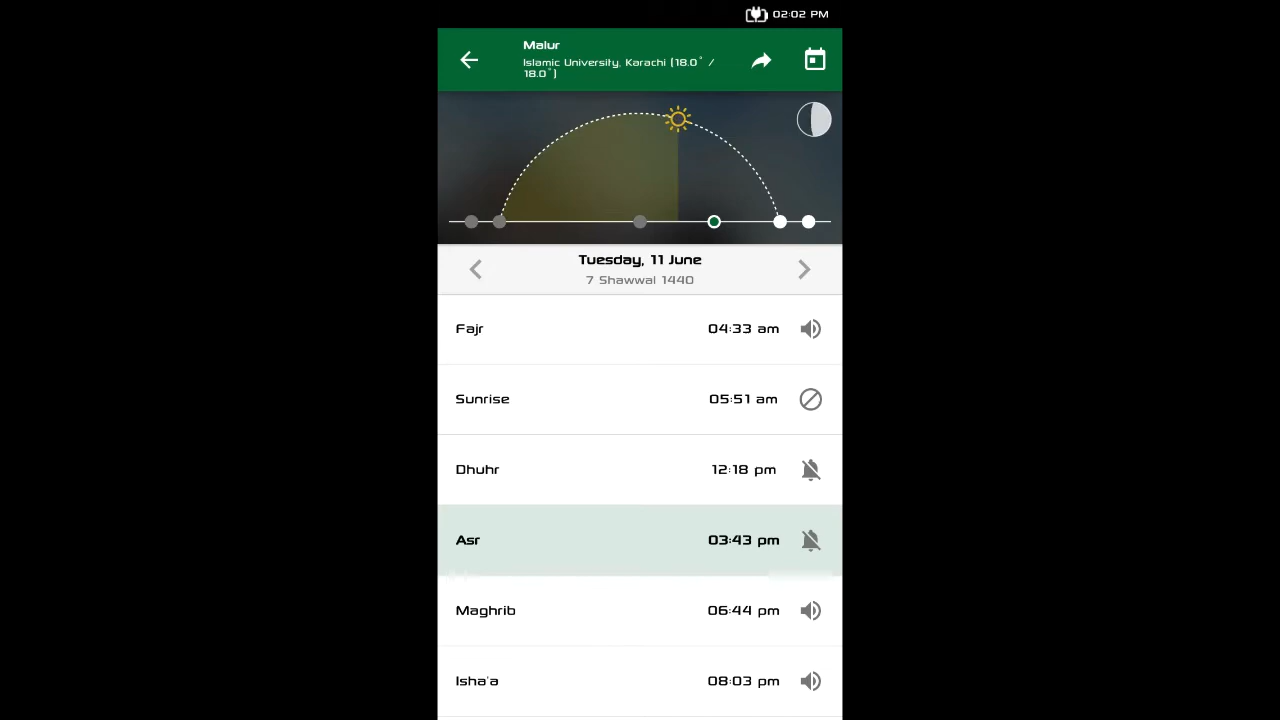 02:02 PM
Malur
Islamic University, Karachi (18.0° /
18.0°)
Tuesday, 11 June
7 Shawwal 1440
Fajr 04:33 am
Sunrise 05:51 am
Dhuhr 12:18 pm
Asr 03:43 pm
Maghrib 06:44 pm
Isha'a 08:03 pm